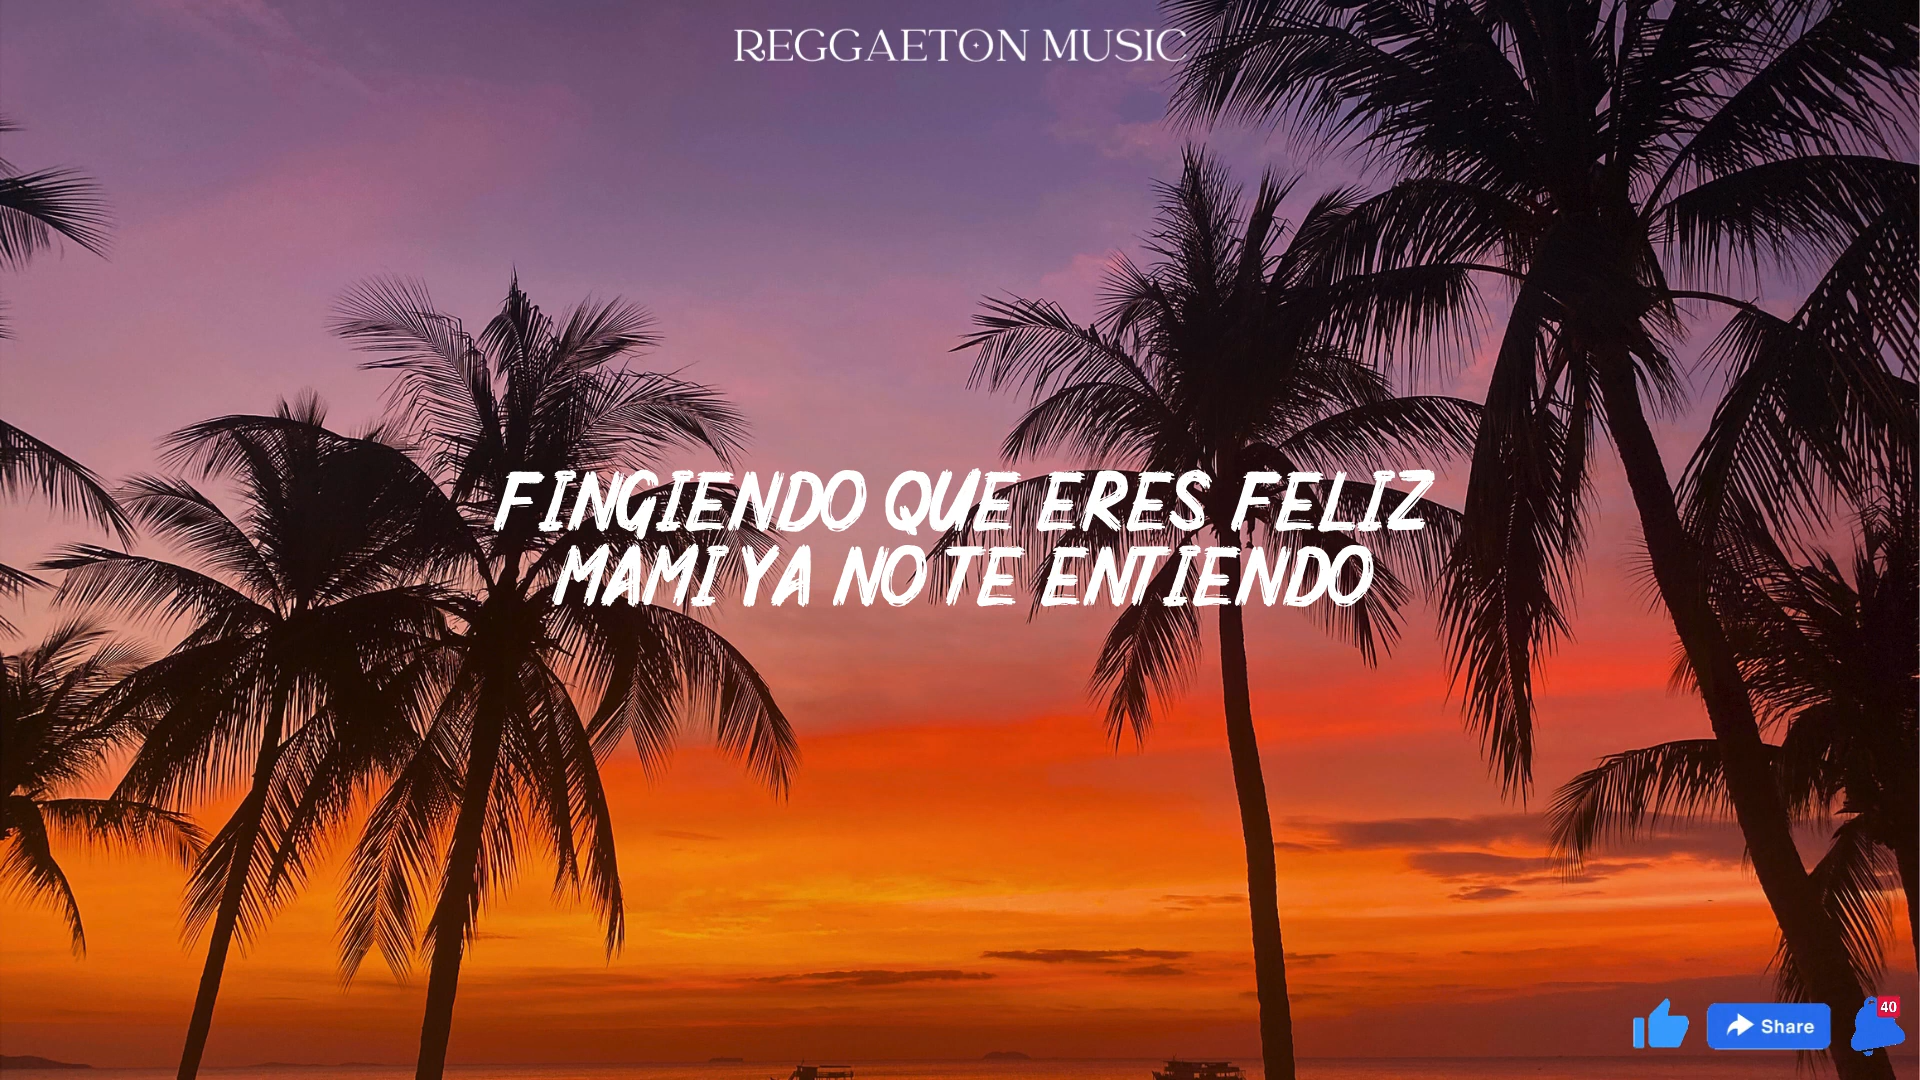 REGGAETON MUSIC
FINGIENDO QUE ERES FELIZ
MAMI YA NO TE ENTIENDO
Share
40